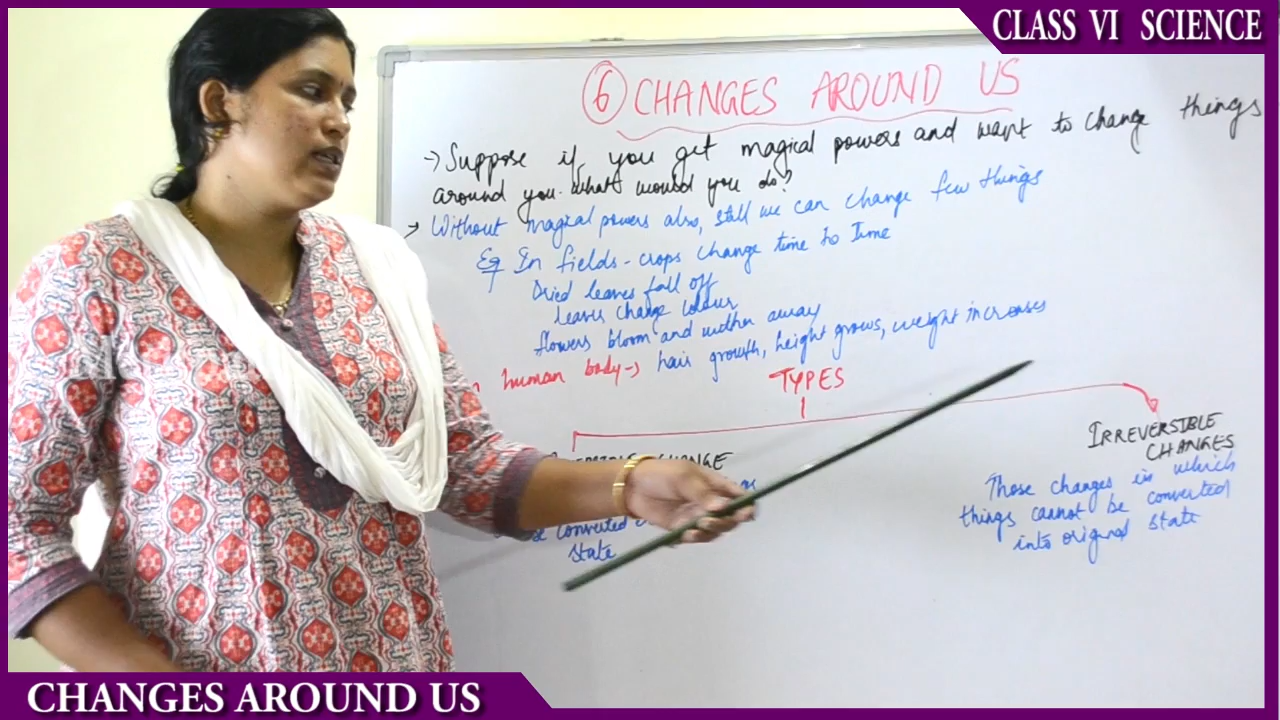 CLASS VI SCIENCE
6 CHANGES AROUND US
→ Suppose if you get magical powers and want to change things
around you. what would you do?
→ Without magical powers also, still we can change few things
Eg In fields - crops change time to Time
Dried leaves fall off
leaves change colour
flowers bloom and wither away
human body → hair growth, height grows, weight increases
TYPES
CHANGE
IRREVERSIBLE
CHANGES
Those changes in which
things cannot be converted
into original state
converted
state
CHANGES AROUND US